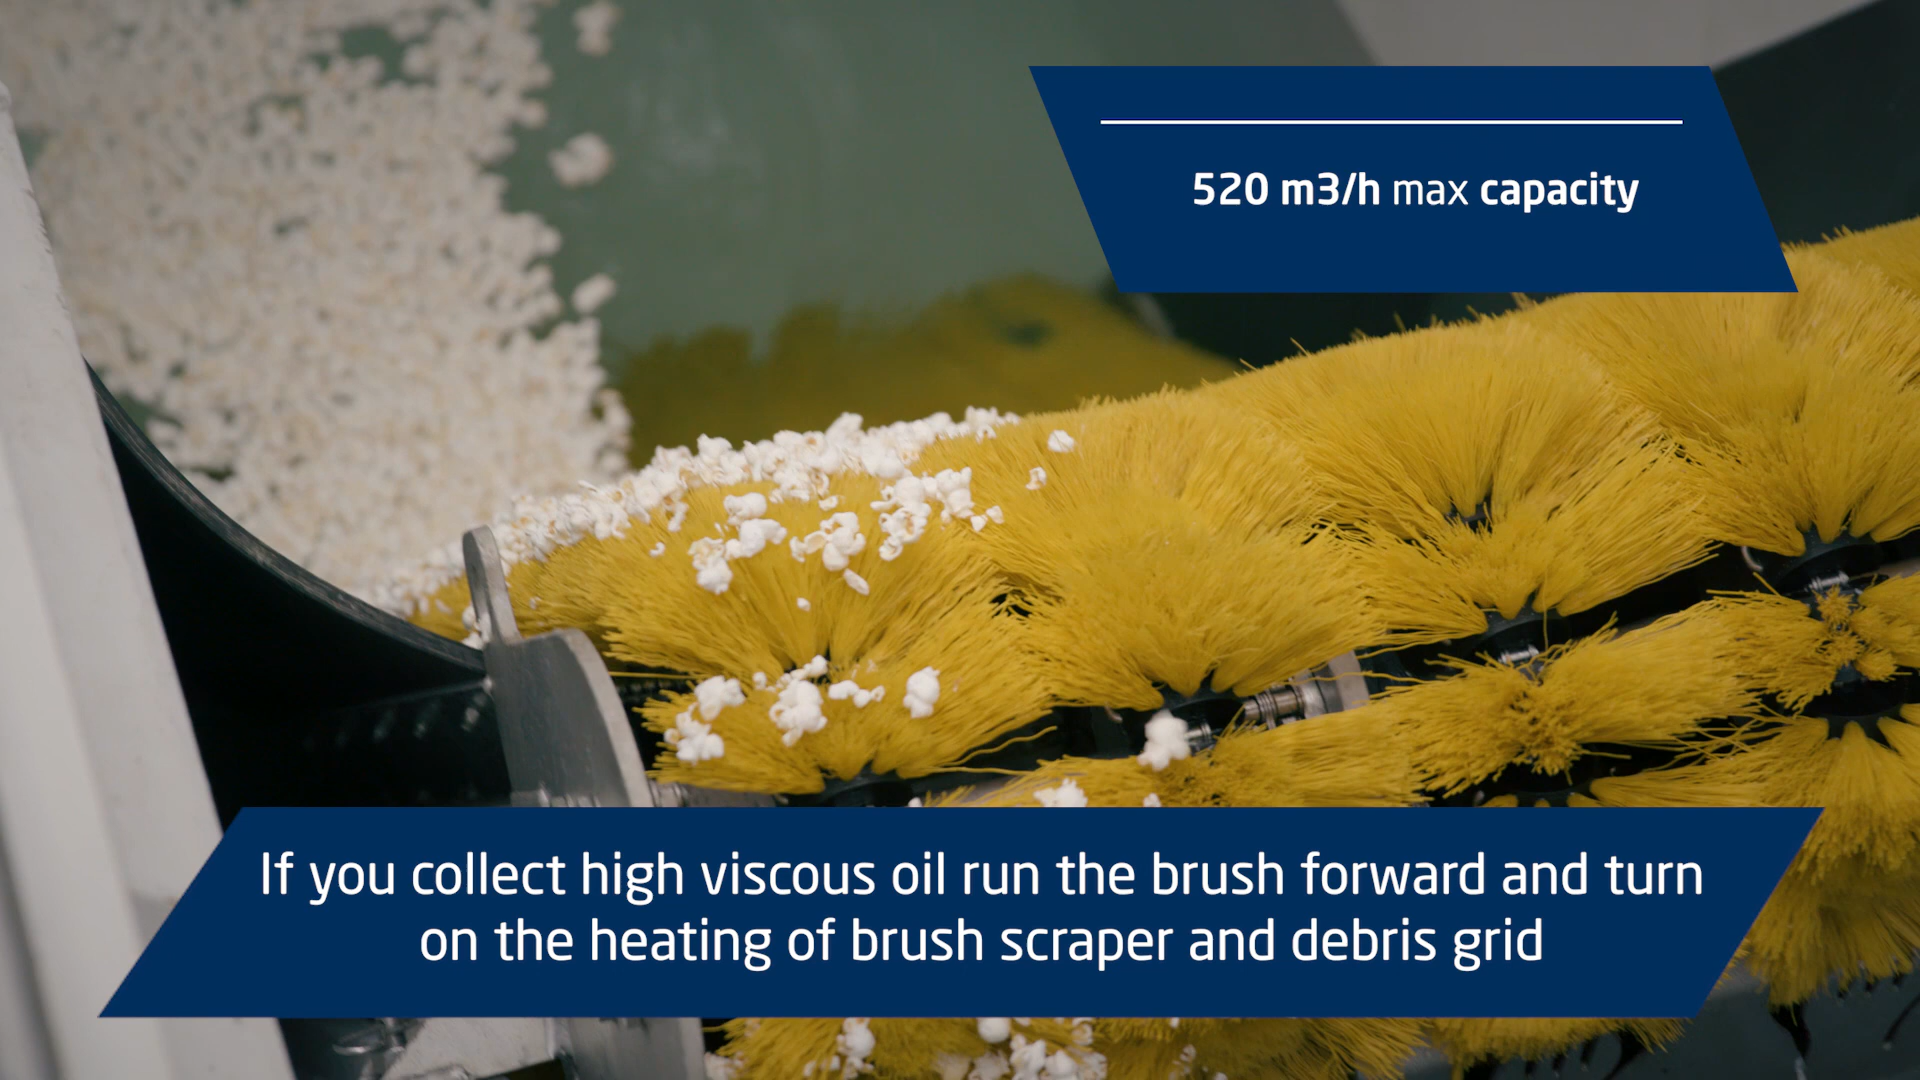 520 m3/h max capacity
If you collect high viscous oil run the brush forward and turn
on the heating of brush scraper and debris grid